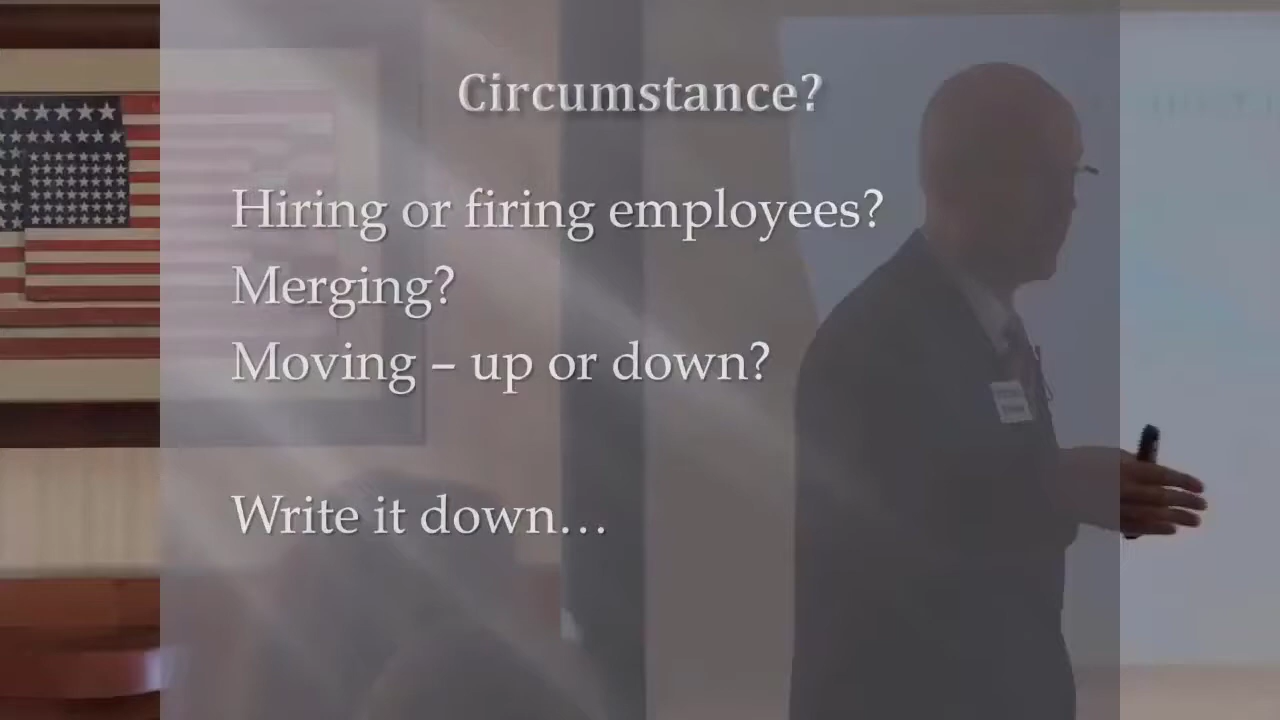 Circumstance?
Hiring or firing employees?
Merging?
Moving – up or down?
Write it down…